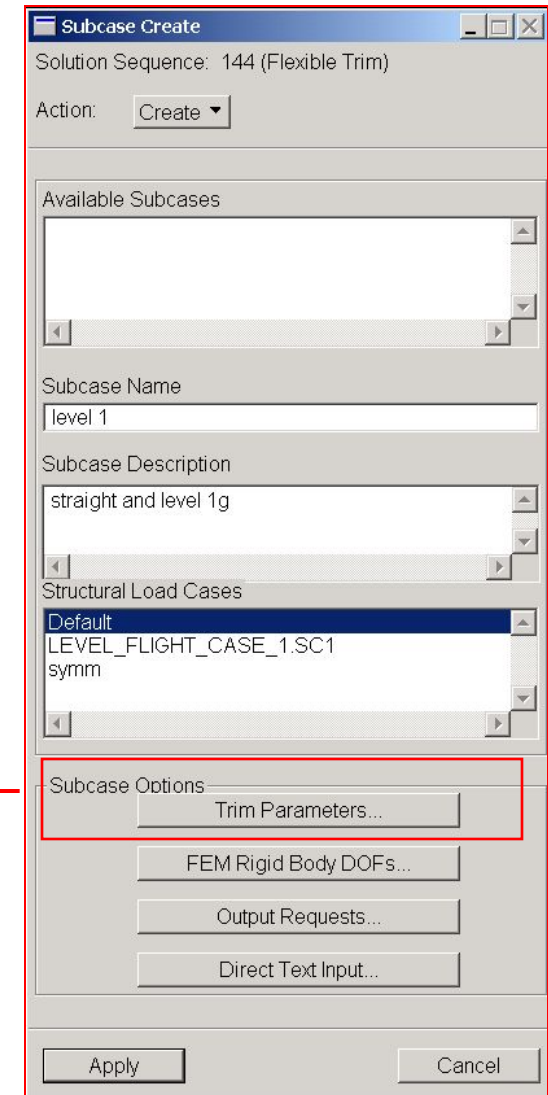 Subcase Create
Solution Sequence: 144 (Flexible Trim)
Action: Create
Available Subcases
Subcase Name
level 1
Subcase Description
straight and level 1g
Structural Load Cases
Default
LEVEL_FLIGHT_CASE_1.SC1
symm
Subcase Options
Trim Parameters...
FEM Rigid Body DOFs...
Output Requests...
Direct Text Input...
Apply Cancel